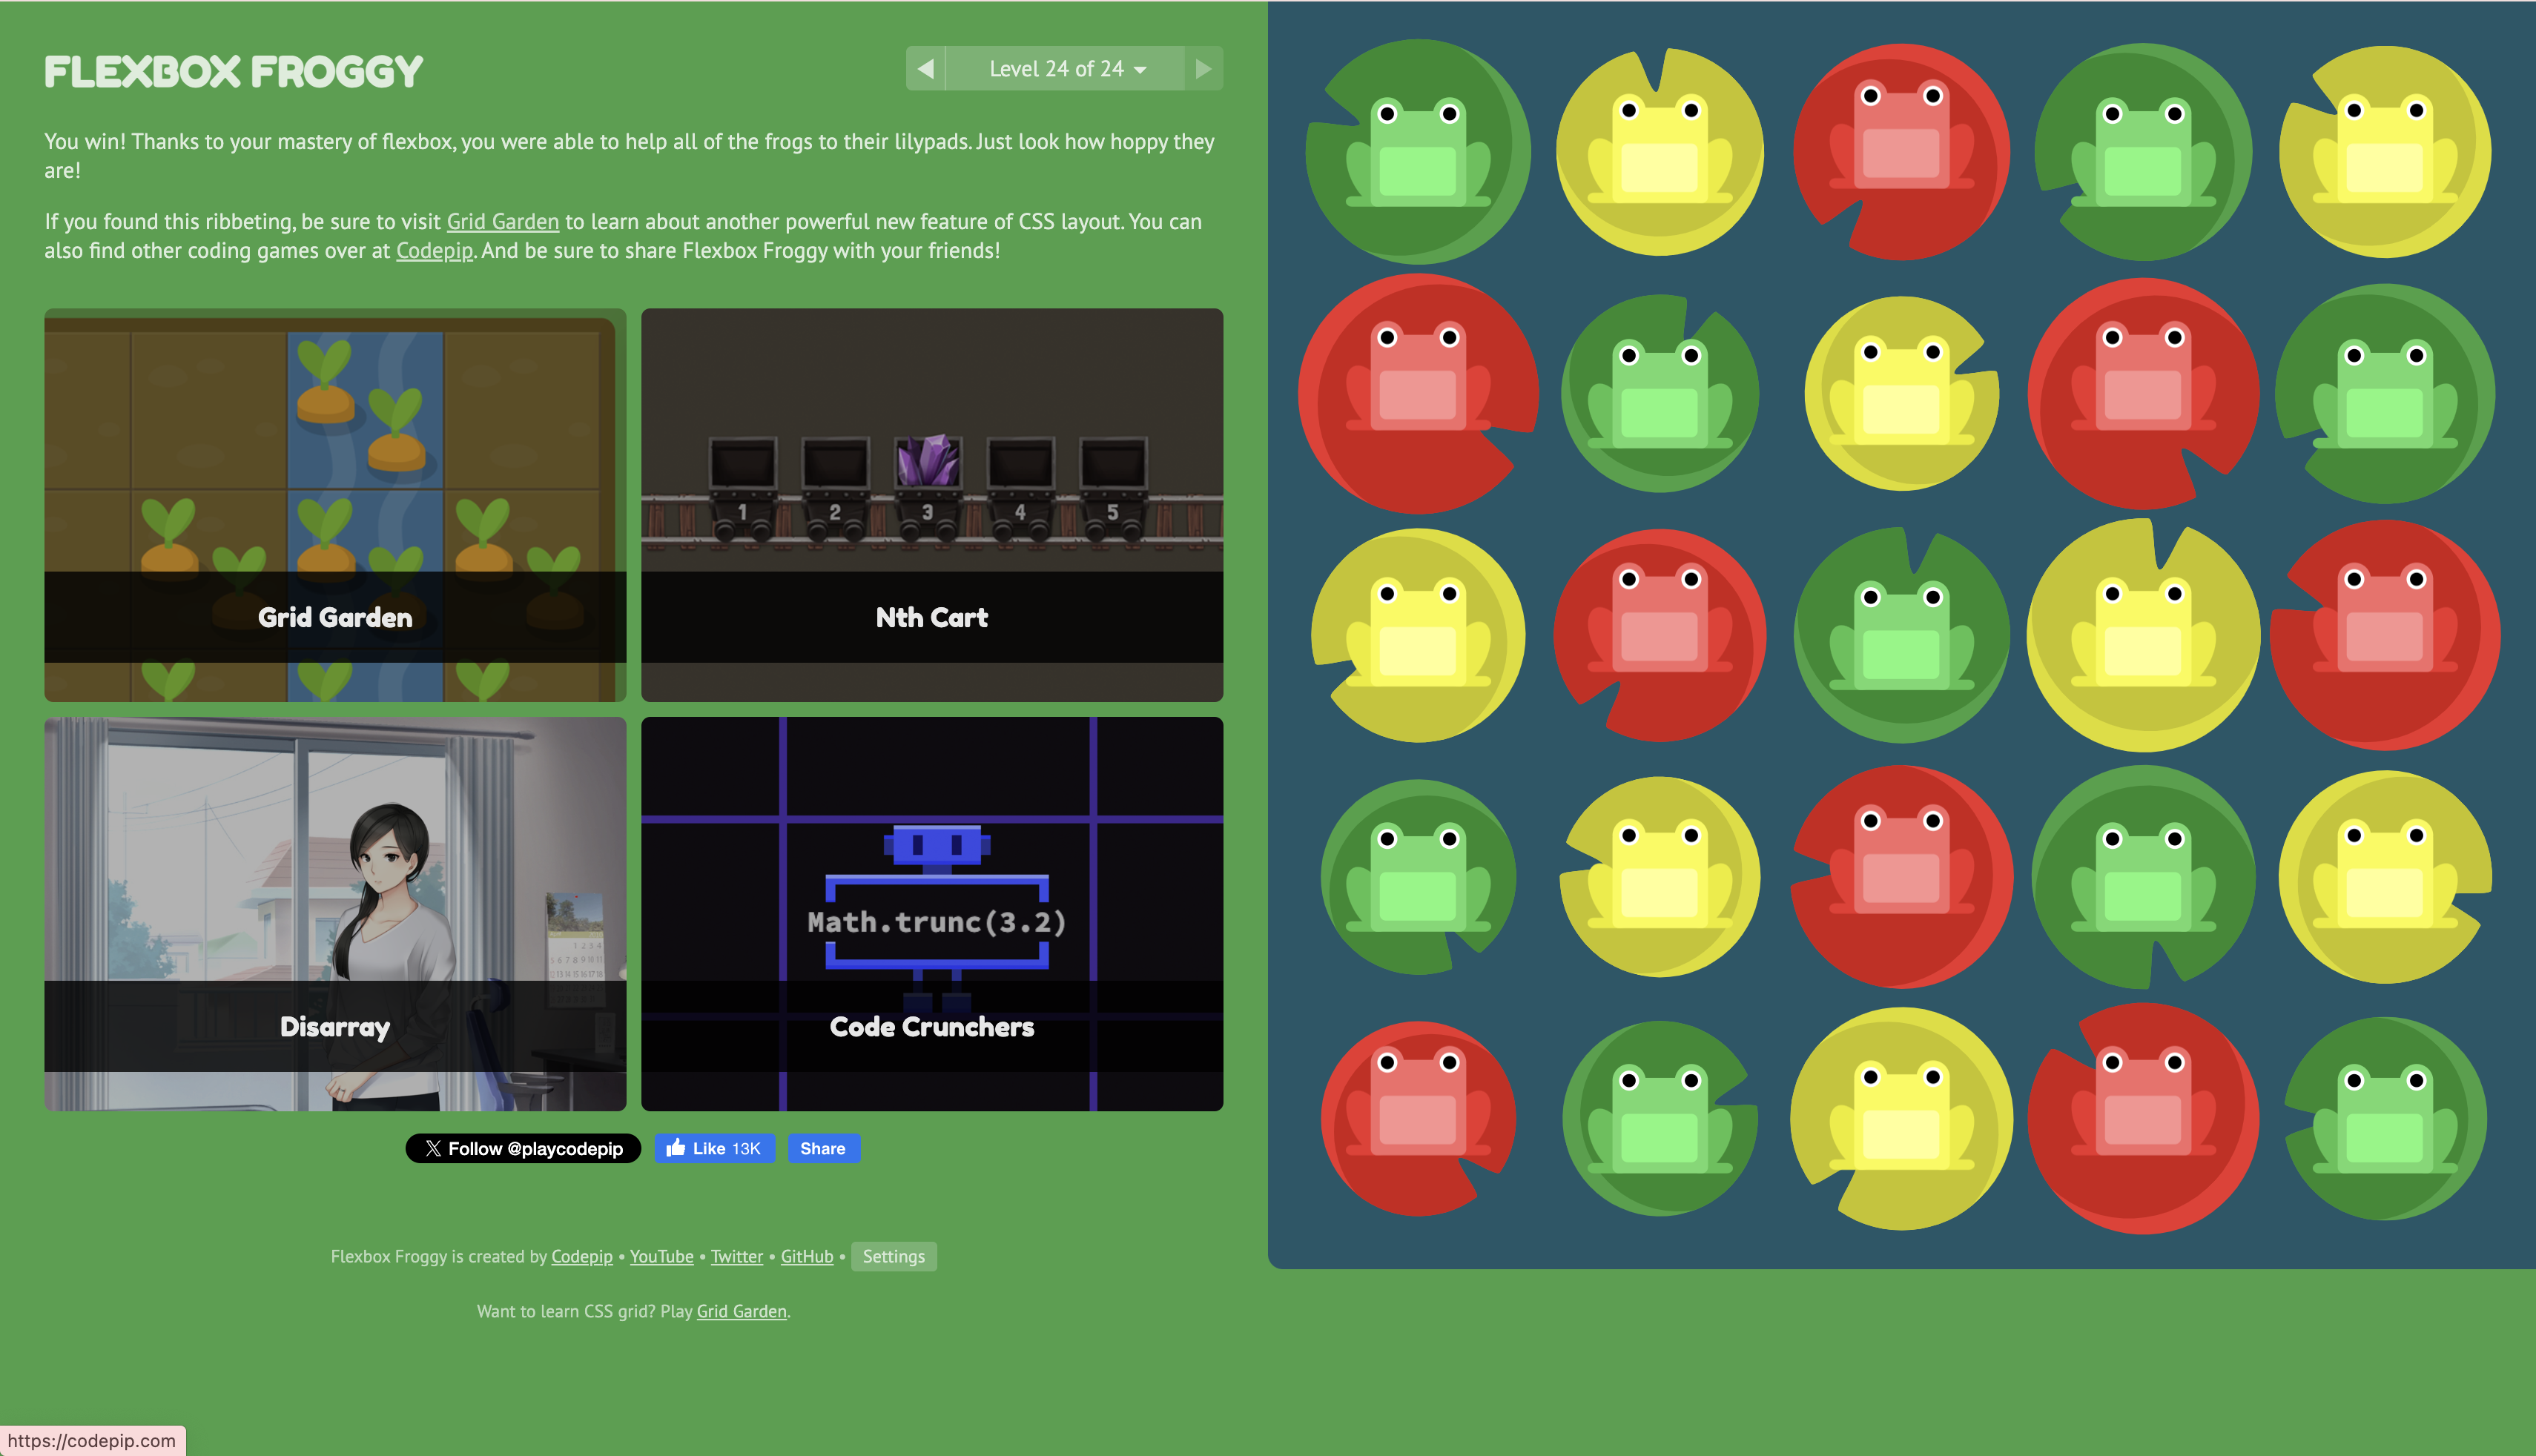 FLEXBOX FROGGY
Level 24 of 24
You win! Thanks to your mastery of flexbox, you were able to help all of the frogs to their lilypads. Just look how hoppy they
are!
If you found this ribbeting, be sure to visit Grid Garden to learn about another powerful new feature of CSS layout. You can
also find other coding games over at Codepip. And be sure to share Flexbox Froggy with your friends!
1 2 3 4 5
Grid Garden
Nth Cart
Math.trunc(3.2)
Disarray
Code Crunchers
Follow @playcodepip
Like 13K
Share
Flexbox Froggy is created by Codepip • YouTube • Twitter • GitHub • Settings
Want to learn CSS grid? Play Grid Garden.
https://codepip.com